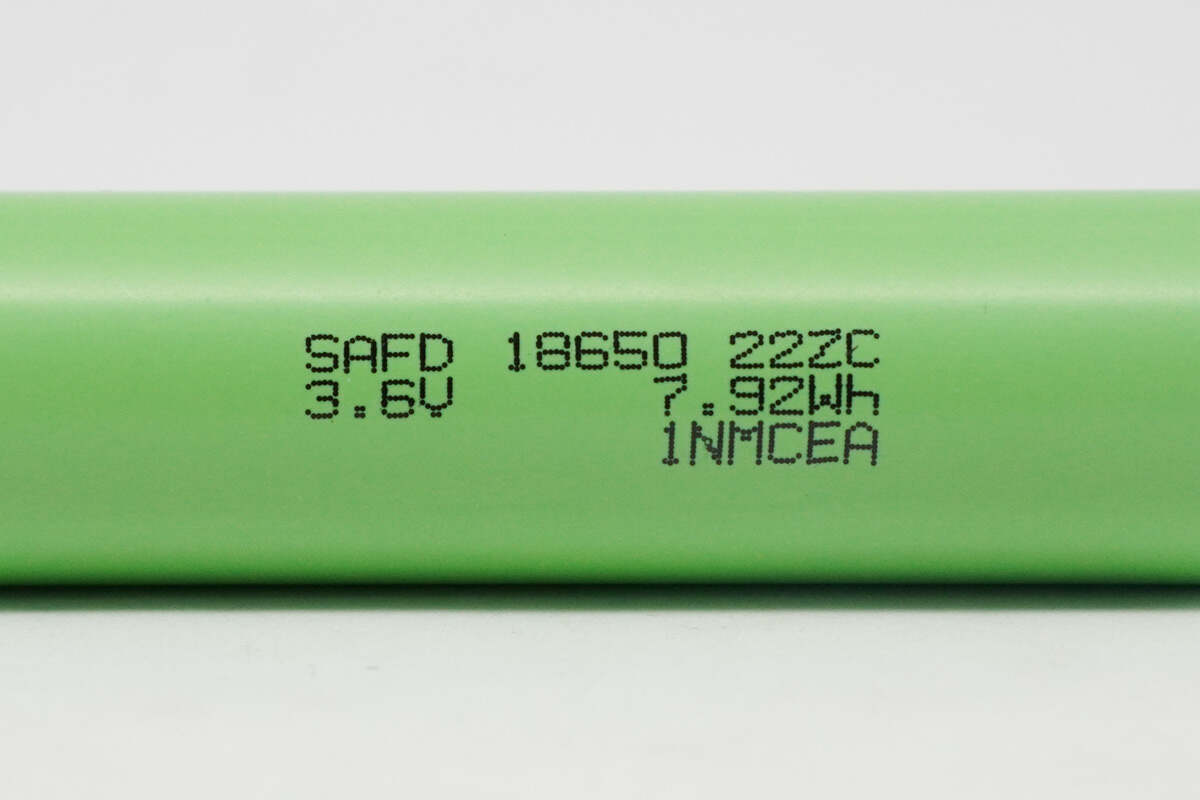 SAFD 18650 22ZC
3.6V 7.92Wh
1NMCEA